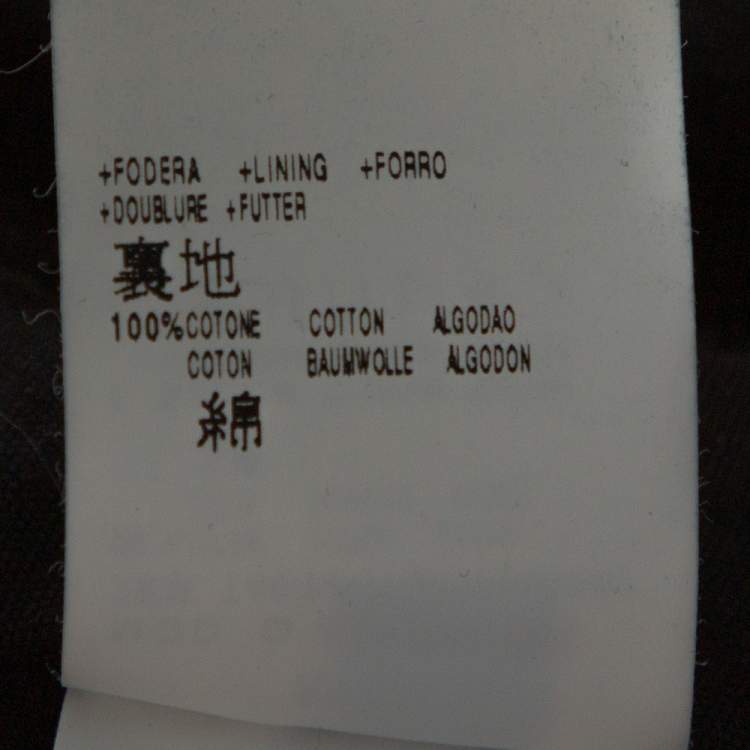 +FODERA +LINING +FORRO
+DOUBLURE +FUTTER
裏地
100%COTONE COTTON ALGODAO
COTON BAUMWOLLE ALGODON
綿